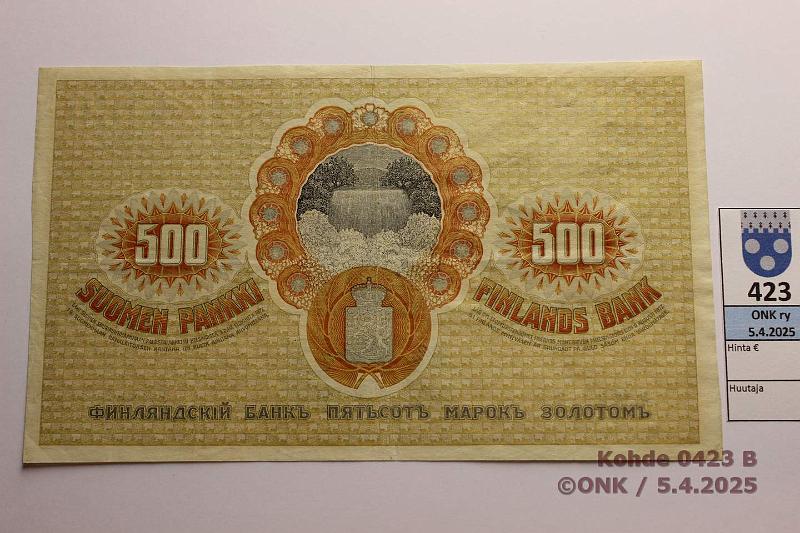 500
500
SUOMEN PANKKI
FINLANDS BANK
ФИНЛЯНДСКІЙ БАНКЪ ПЯТЬСОТЪ МАРОКЪ ЗОЛОТОМЪ
423
ONK ry
5.4.2025
Hinta €
Huutaja
Kohde 0423 B
©ONK / 5.4.2025